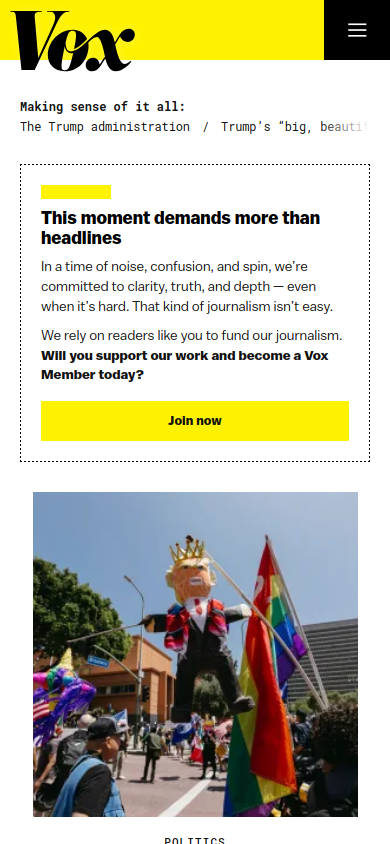 Vox
Making sense of it all:
The Trump administration / Trump’s “big, beauti
This moment demands more than
headlines
In a time of noise, confusion, and spin, we’re
committed to clarity, truth, and depth — even
when it’s hard. That kind of journalism isn’t easy.
We rely on readers like you to fund our journalism.
Will you support our work and become a Vox
Member today?
Join now
POLITICS